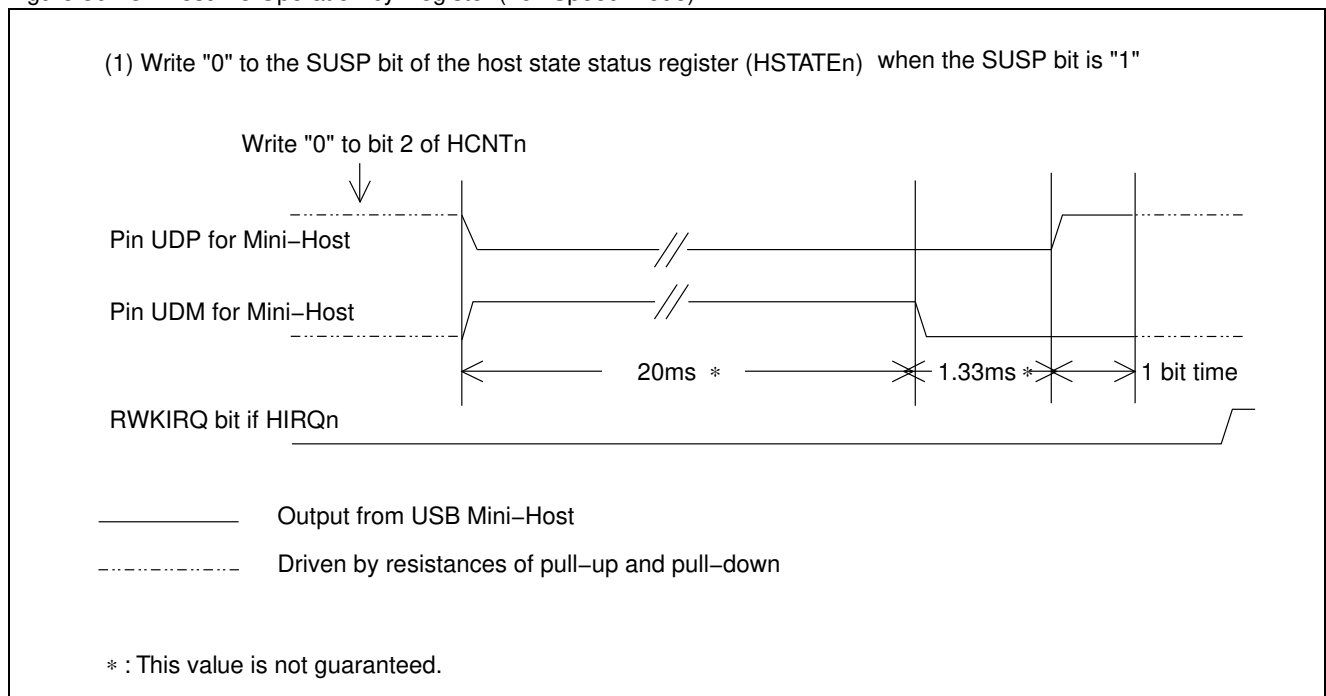 (1) Write "0" to the SUSP bit of the host state status register (HSTATEn) when the SUSP bit is "1"
Write "0" to bit 2 of HCNTn
Pin UDP for Mini−Host
Pin UDM for Mini−Host
20ms *
1.33ms *
1 bit time
RWKIRQ bit if HIRQn
Output from USB Mini−Host
Driven by resistances of pull−up and pull−down
* : This value is not guaranteed.